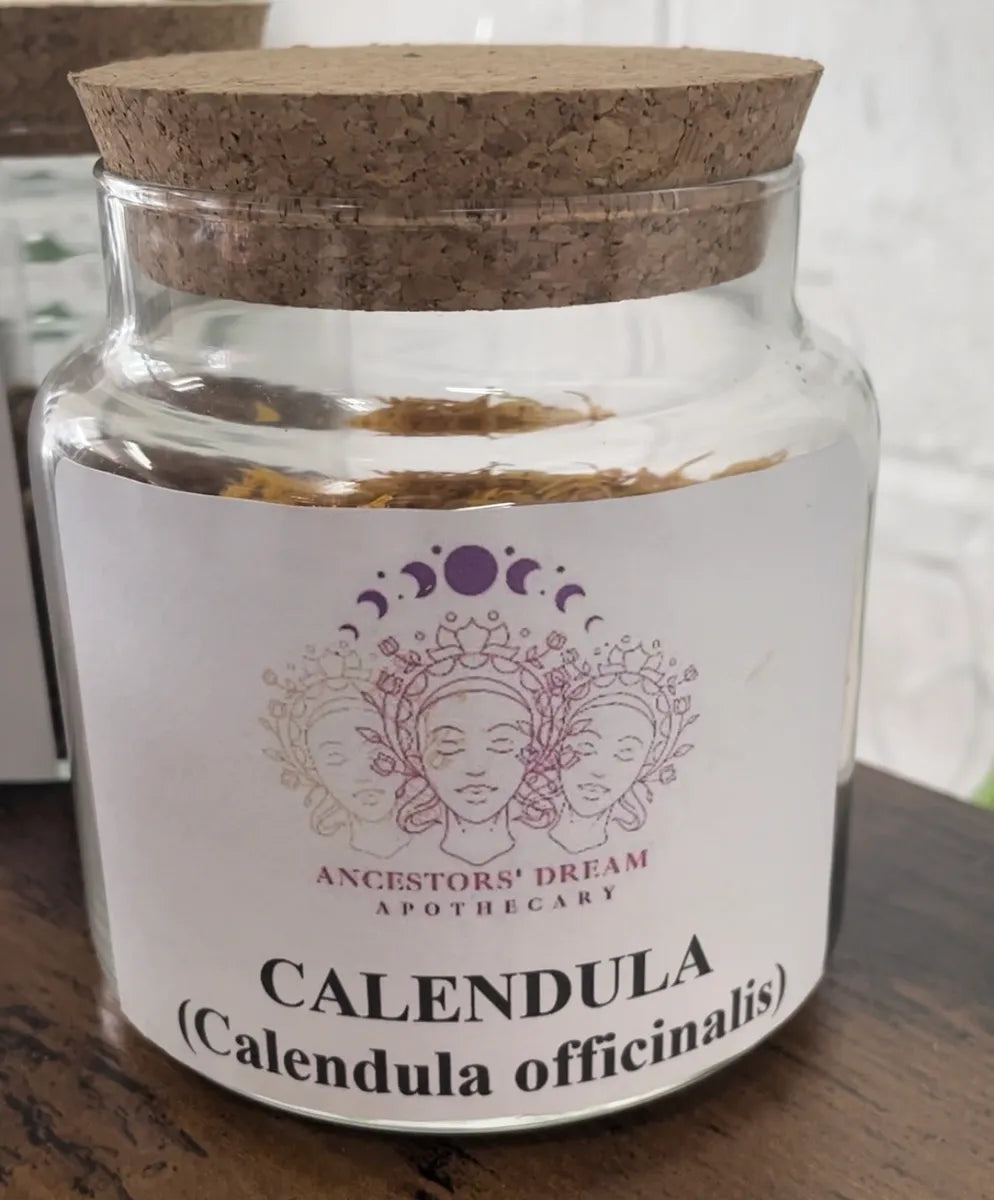 ANCESTORS' DREAM
APOTHECARY
CALENDULA
(Calendula officinalis)